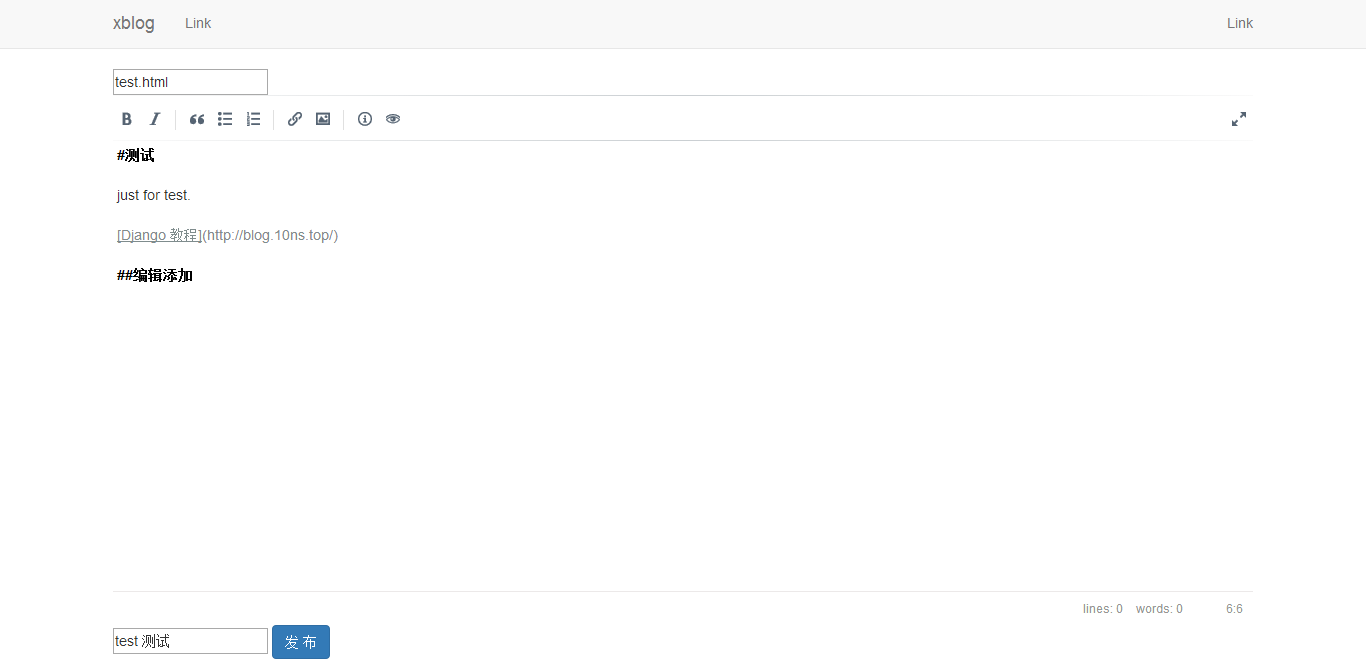 xblog Link Link
test.html
#测试
just for test.
[Django 教程](http://blog.10ns.top/)
##编辑添加
lines: 0 words: 0 6:6
test 测试 发布